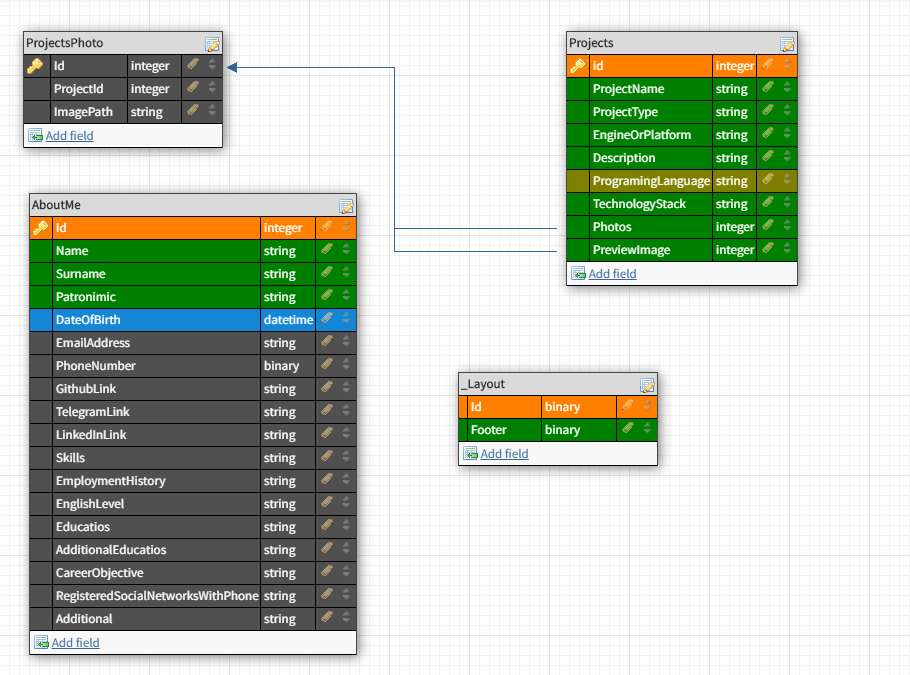 ProjectsPhoto
Id integer
ProjectId integer
ImagePath string
Add field
Projects
id integer
ProjectName string
ProjectType string
EngineOrPlatform string
Description string
ProgramingLanguage string
TechnologyStack string
Photos integer
PreviewImage integer
Add field
AboutMe
Id integer
Name string
Surname string
Patronimic string
DateOfBirth datetime
EmailAddress string
PhoneNumber binary
GithubLink string
TelegramLink string
LinkedInLink string
Skills string
EmploymentHistory string
EnglishLevel string
Educatios string
AdditionalEducatios string
CareerObjective string
RegisteredSocialNetworksWithPhone string
Additional string
Add field
_Layout
Id binary
Footer binary
Add field